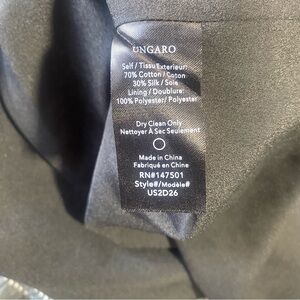 UNGARO
Self / Tissu Exterieur:
70% Cotton / Coton
30% Silk / Soie
Lining / Doublure:
100% Polyester/ Polyester
Dry Clean Only
Nettoyer À Sec Seulement
Made in China
Fabriqué en Chine
RN#147501
Style#/Modèle#
US2D26